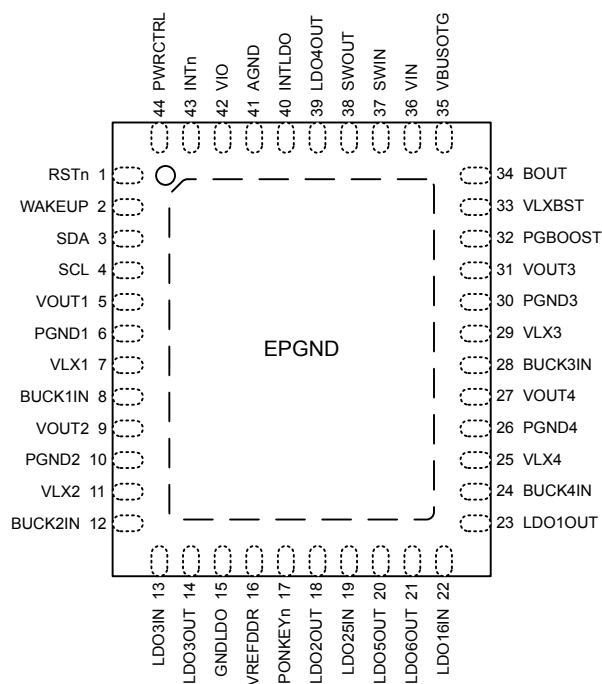 44 PWRCTRL
43 INTn
42 VIO
41 AGND
40 INTLDO
39 LDO4OUT
38 SWOUT
37 SWIN
36 VIN
35 VBUSOTG
RSTn 1
WAKEUP 2
SDA 3
SCL 4
VOUT1 5
PGND1 6
VLX1 7
BUCK1IN 8
VOUT2 9
PGND2 10
VLX2 11
BUCK2IN 12
EPGND
34 BOUT
33 VLXBST
32 PGBOOST
31 VOUT3
30 PGND3
29 VLX3
28 BUCK3IN
27 VOUT4
26 PGND4
25 VLX4
24 BUCK4IN
23 LDO1OUT
LDO3IN 13
LDO3OUT 14
GNDLDO 15
VREFDDR 16
PONKEYn 17
LDO2OUT 18
LDO25IN 19
LDO5OUT 20
LDO6OUT 21
LDO16IN 22